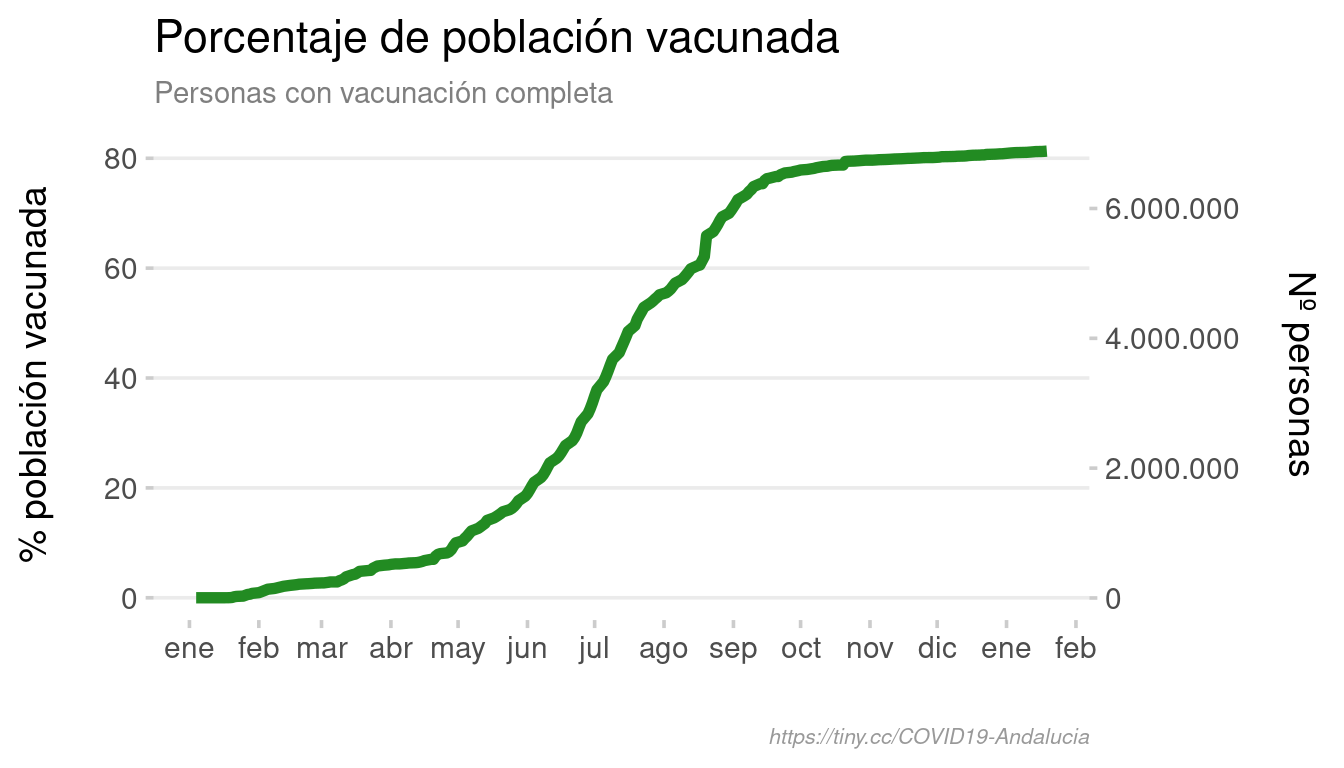 Porcentaje de población vacunada
Personas con vacunación completa
% población vacunada
80
60
40
20
0
6.000.000
4.000.000
2.000.000
0
Nº personas
ene feb mar abr may jun jul ago sep oct nov dic ene feb
https://tiny.cc/COVID19-Andalucia